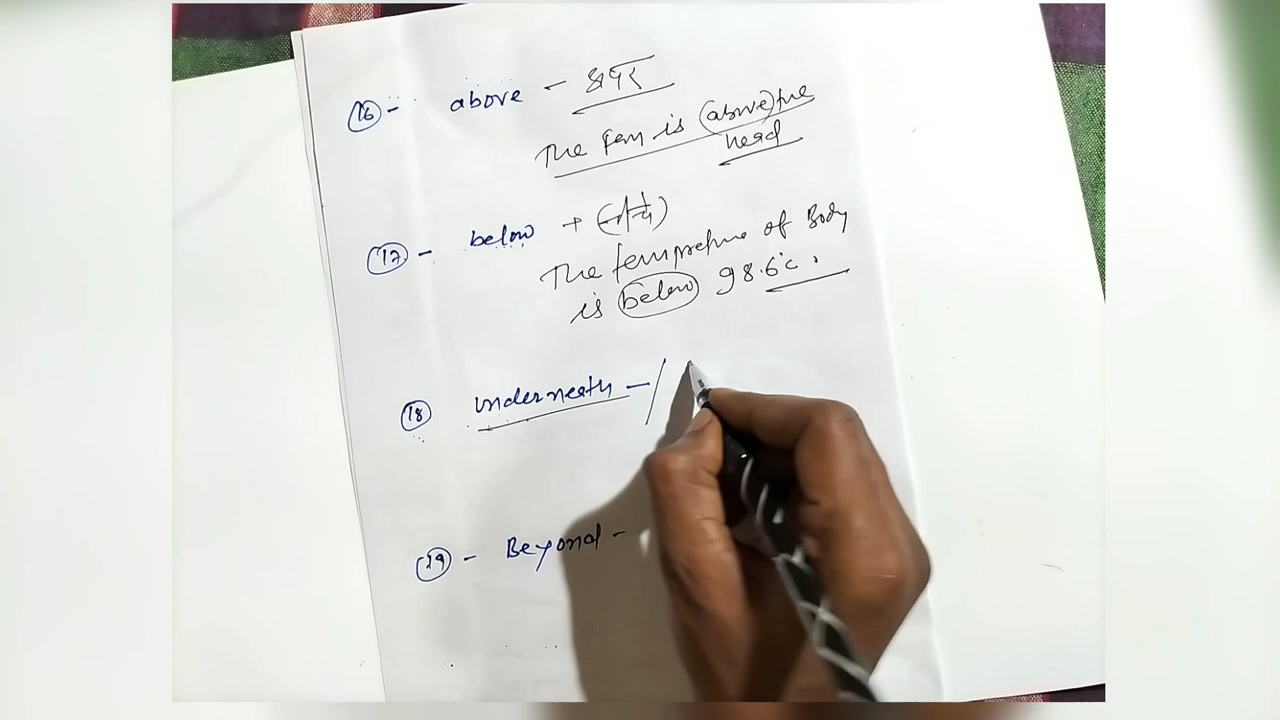 16 - above - ऊपर
The fan is (above) the
head
17 - below + (नीचे)
The tempreture of Body
is below 98.6°c.
18 underneath -
19 - Beyond -